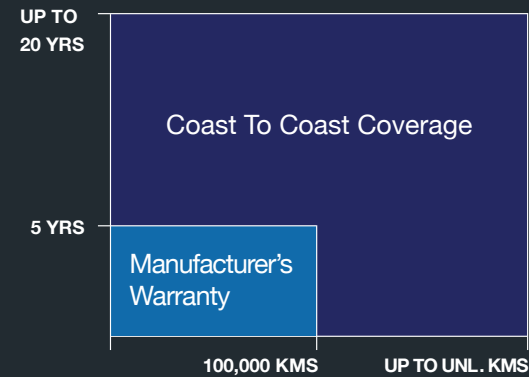 UP TO
20 YRS
Coast To Coast Coverage
5 YRS
Manufacturer’s
Warranty
100,000 KMS
UP TO UNL. KMS